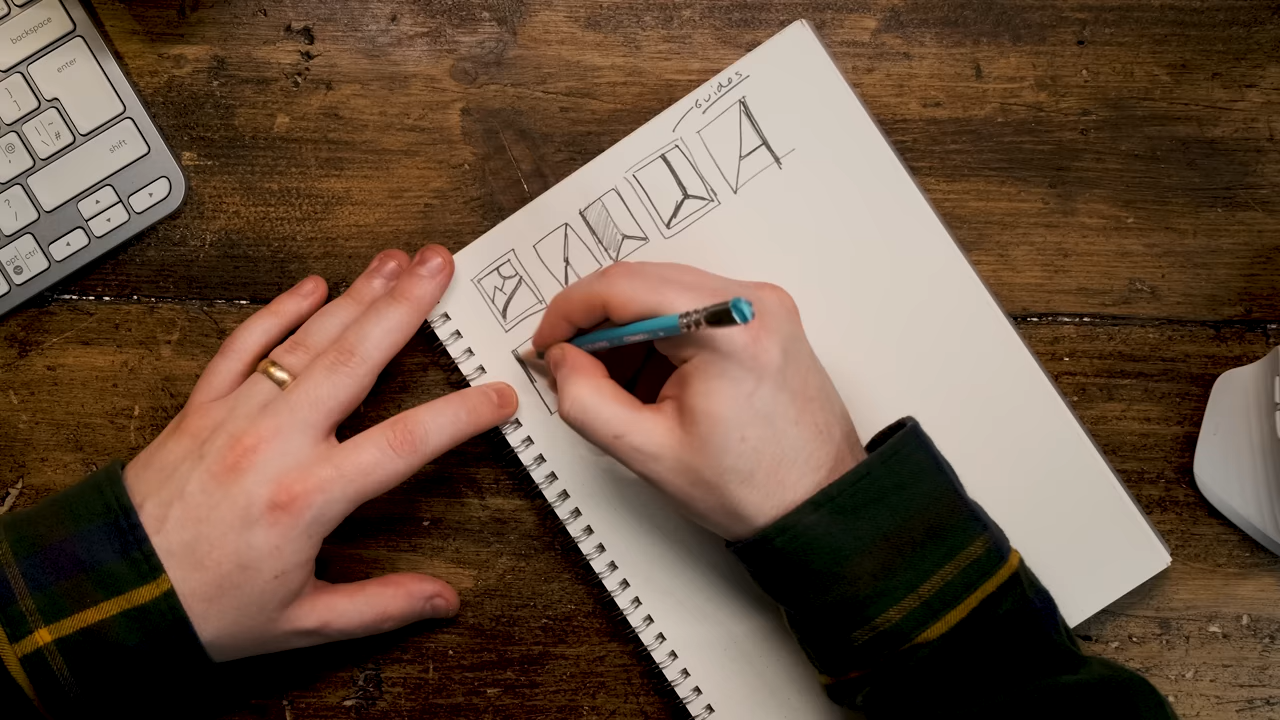 backspace
enter
}
]
|
\
~
#
@
shift
?
/
opt
ctrl
Guides
A